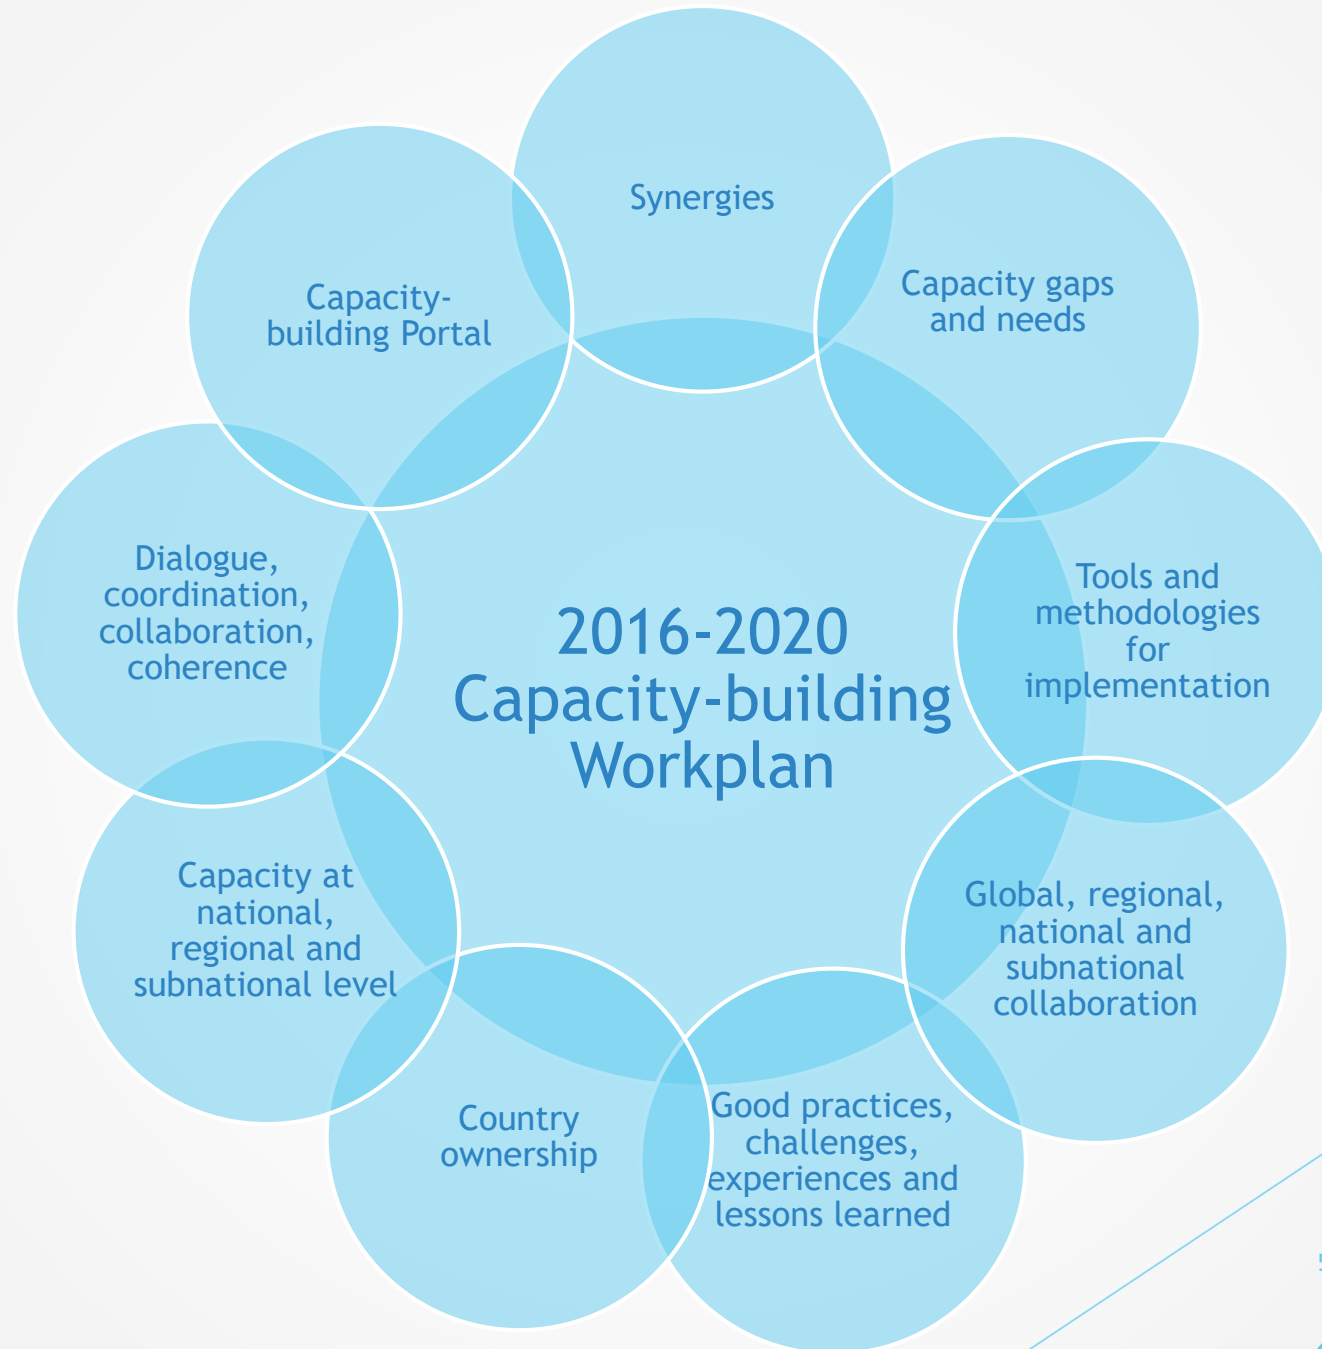 Synergies
Capacity gaps
and needs
Tools and
methodologies
for
implementation
Global, regional,
national and
subnational
collaboration
Good practices,
challenges,
experiences and
lessons learned
Country
ownership
Capacity at
national,
regional and
subnational level
Dialogue,
coordination,
collaboration,
coherence
Capacity-
building Portal
2016-2020
Capacity-building
Workplan
5